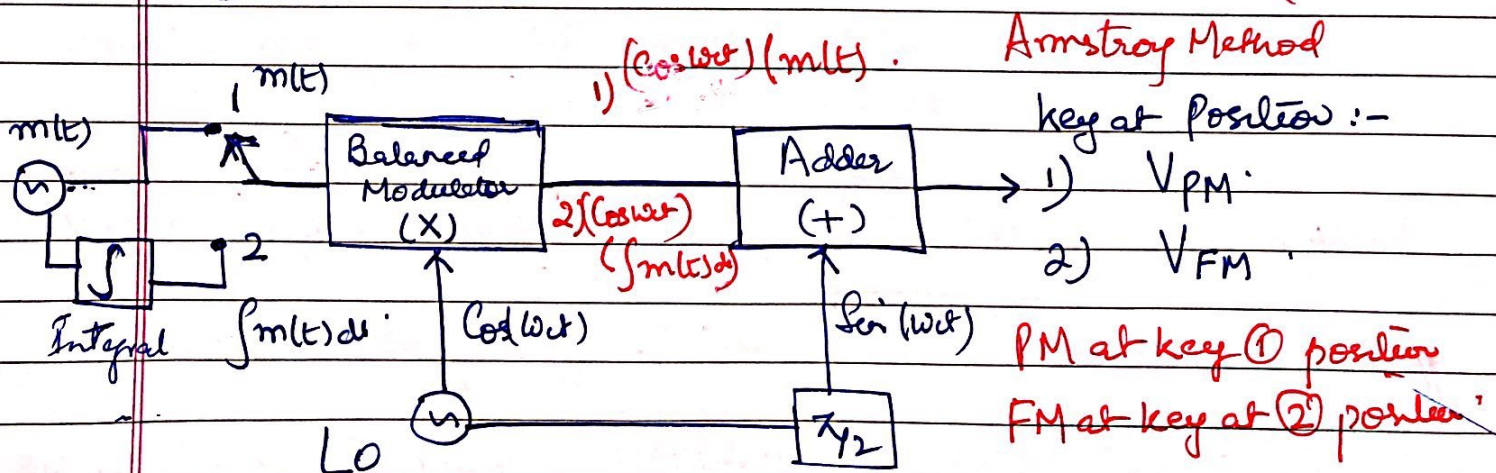 Armstroy Method
1) (Cos wct) (m(t)) .
1 m(t)
m(t)
Balanced
Modulator
(X)
Adder
(+)
key at Position :-
1) VPM.
2) VFM.
2) (Cos wct)
(∫m(t)dt)
2
∫
Integral
∫m(t)dt
Cos(wct)
Sin (wct)
PM at key ① position
FM at key at ② position
LO
π/2